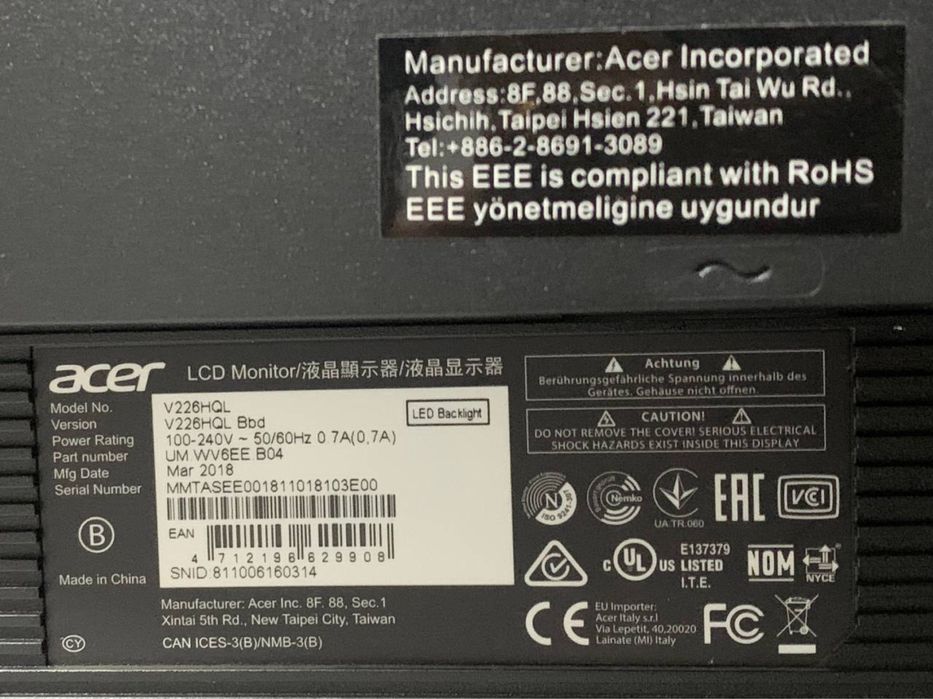 Manufacturer:Acer Incorporated
Address:8F,88,Sec.1,Hsin Tai Wu Rd.,
Hsichih,Taipei Hsien 221,Taiwan
Tel:+886-2-8691-3089
This EEE is compliant with RoHS
EEE yönetmeligine uygundur
acer LCD Monitor/液晶顯示器/液晶显示器
Model No. V226HQL
Version V226HQL Bbd
Power Rating 100-240V ~ 50/60Hz 0.7A(0,7A)
Part number UM.WV6EE.B04
Mfg Date Mar 2018
Serial Number MMTASEE001811018103E00
LED Backlight
EAN
4 712196 629908
SNID:811006160314
B
Made in China
CY
Manufacturer: Acer Inc. 8F. 88, Sec.1
Xintai 5th Rd., New Taipei City, Taiwan
CAN ICES-3(B)/NMB-3(B)
Achtung
Berührungsgefährliche Spannung innerhalb des
Gerätes. Gehäuse nicht öffnen.
CAUTION!
DO NOT REMOVE THE COVER! SERIOUS ELECTRICAL
SHOCK HAZARDS EXIST INSIDE THIS DISPLAY
N
ISO 9241-307
Nemko
UA.TR.060
EAC
VCCI
c UL US LISTED
E137379
I.T.E.
NOM
NYCE
CE
EU Importer:
Acer Italy s.r.l
Via Lepetit, 40,20020
Lainate (MI) Italy
FC